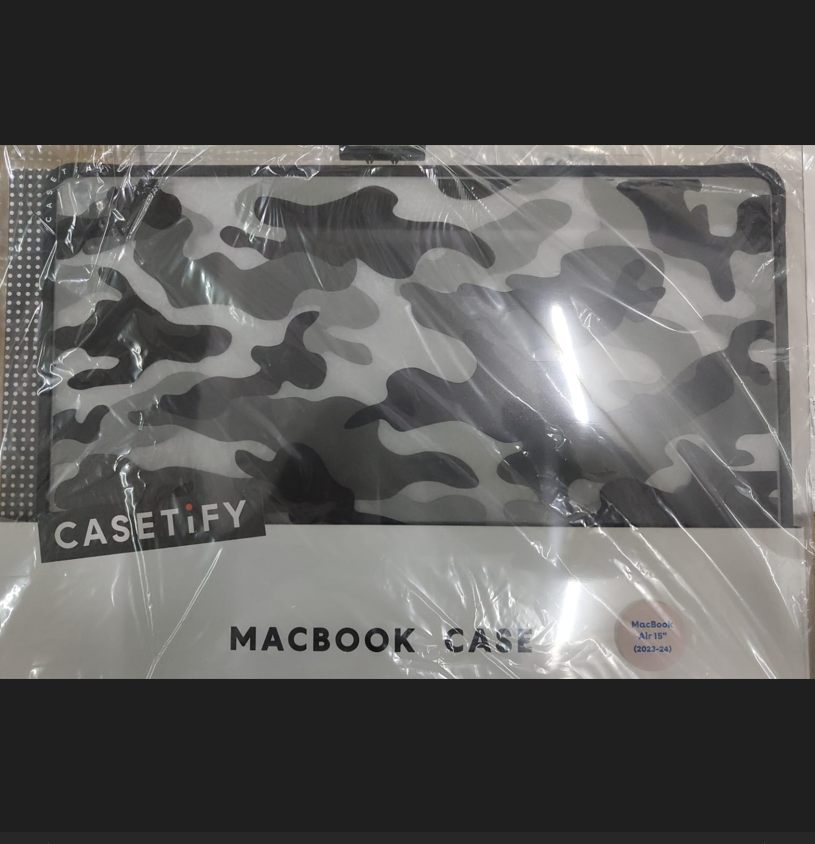 CASETiFY
MACBOOK CASE
MacBook
Air 15"
(2023-24)